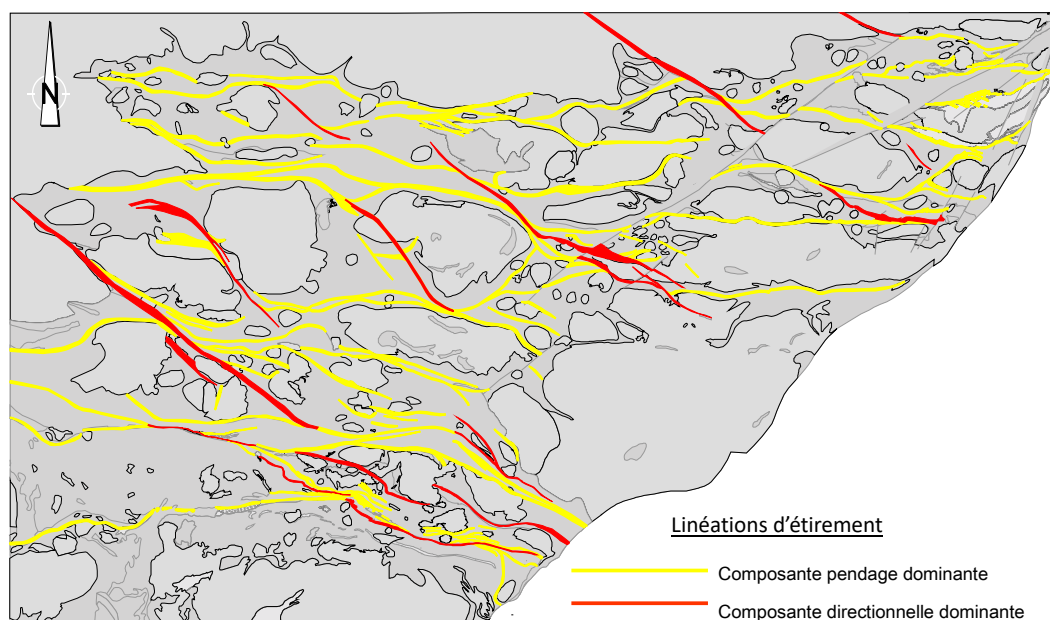 N
Linéations d'étirement
Composante pendage dominante
Composante directionnelle dominante